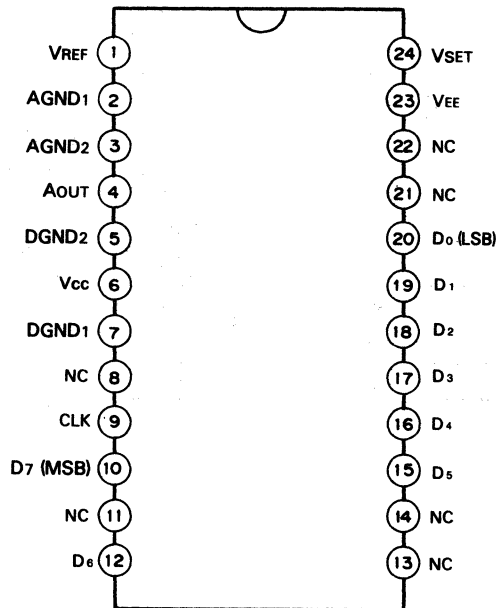 VREF 1 24 VSET
AGND1 2 23 VEE
AGND2 3 22 NC
AOUT 4 21 NC
DGND2 5 20 D0 (LSB)
Vcc 6 19 D1
DGND1 7 18 D2
NC 8 17 D3
CLK 9 16 D4
D7 (MSB) 10 15 D5
NC 11 14 NC
D6 12 13 NC